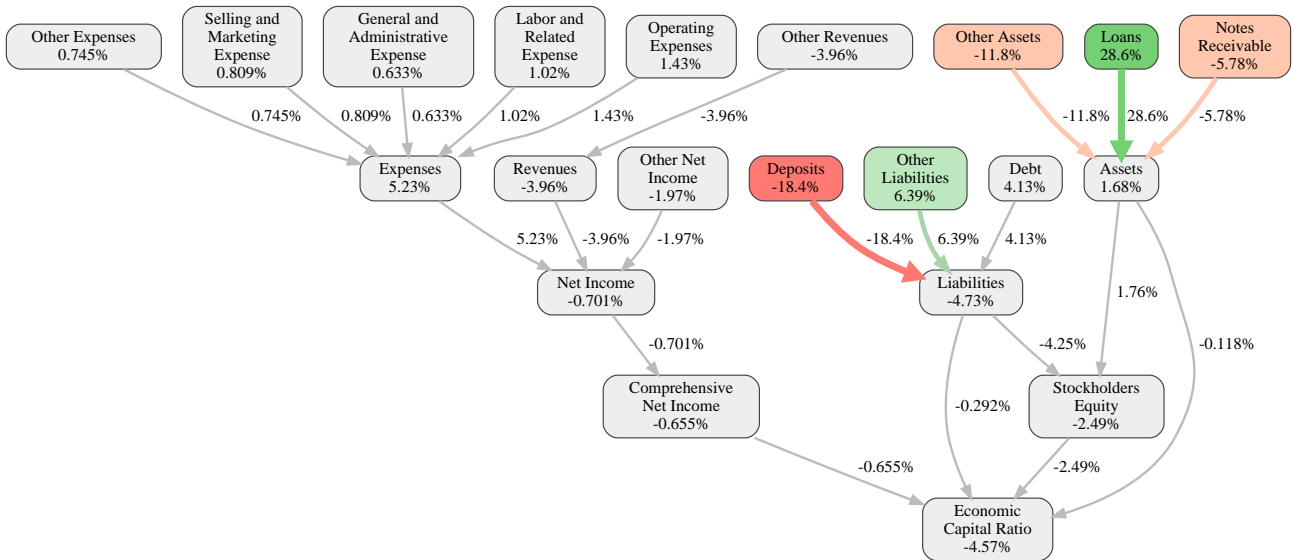 Other Expenses
0.745%
Selling and
Marketing
Expense
0.809%
General and
Administrative
Expense
0.633%
Labor and
Related
Expense
1.02%
Operating
Expenses
1.43%
Other Revenues
-3.96%
Other Assets
-11.8%
Loans
28.6%
Notes
Receivable
-5.78%
0.745%
0.809%
0.633%
1.02%
1.43%
-3.96%
-11.8%
28.6%
-5.78%
Expenses
5.23%
Revenues
-3.96%
Other Net
Income
-1.97%
Deposits
-18.4%
Other
Liabilities
6.39%
Debt
4.13%
Assets
1.68%
5.23%
-3.96%
-1.97%
-18.4%
6.39%
4.13%
Net Income
-0.701%
Liabilities
-4.73%
1.76%
-0.701%
-4.25%
-0.118%
Comprehensive
Net Income
-0.655%
-0.292%
Stockholders
Equity
-2.49%
-0.655%
-2.49%
Economic
Capital Ratio
-4.57%